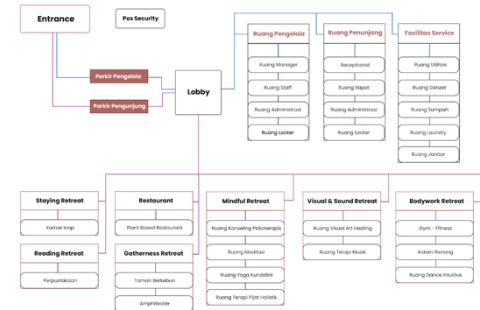 Entrance
Pos Security
Parkir Pengelola
Parkir Pengunjung
Lobby
Ruang Pengelola
Ruang Manager
Ruang Staff
Ruang Administrasi
Ruang Locker
Ruang Penunjang
Receptionist
Ruang Rapat
Ruang Administrasi
Ruang Locker
Fasilitas Service
Ruang Utilitas
Ruang Genset
Ruang Sampah
Ruang Laundry
Ruang Janitor
Staying Retreat
Kamar Inap
Restaurant
Plant Based Restaurant
Mindful Retreat
Ruang Konseling Psikoterapis
Ruang Meditasi
Ruang Yoga Kundalini
Ruang Terapi Pijat Holistik
Visual & Sound Retreat
Ruang Visual Art Healing
Ruang Terapi Musik
Bodywork Retreat
Gym - Fitness
Kolam Renang
Ruang Dance Intuitive
Reading Retreat
Perpustakaan
Gatherness Retreat
Taman Berkebun
Amphiteater